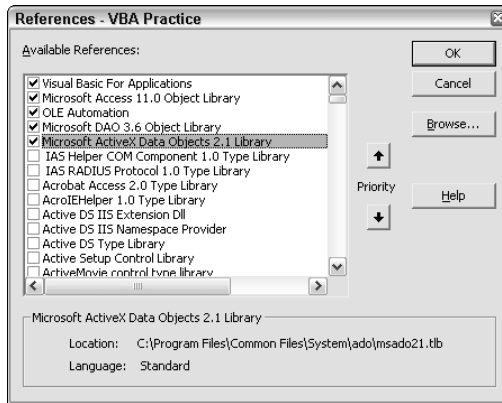 References - VBA Practice
Available References:
Visual Basic For Applications
Microsoft Access 11.0 Object Library
OLE Automation
Microsoft DAO 3.6 Object Library
Microsoft ActiveX Data Objects 2.1 Library
IAS Helper COM Component 1.0 Type Library
IAS RADIUS Protocol 1.0 Type Library
Acrobat Access 2.0 Type Library
AcroIEHelper 1.0 Type Library
Active DS IIS Extension Dll
Active DS IIS Namespace Provider
Active DS Type Library
Active Setup Control Library
ActiveMovie control type library
Priority
OK
Cancel
Browse...
Help
Microsoft ActiveX Data Objects 2.1 Library
Location: C:\Program Files\Common Files\System\ado\msado21.tlb
Language: Standard